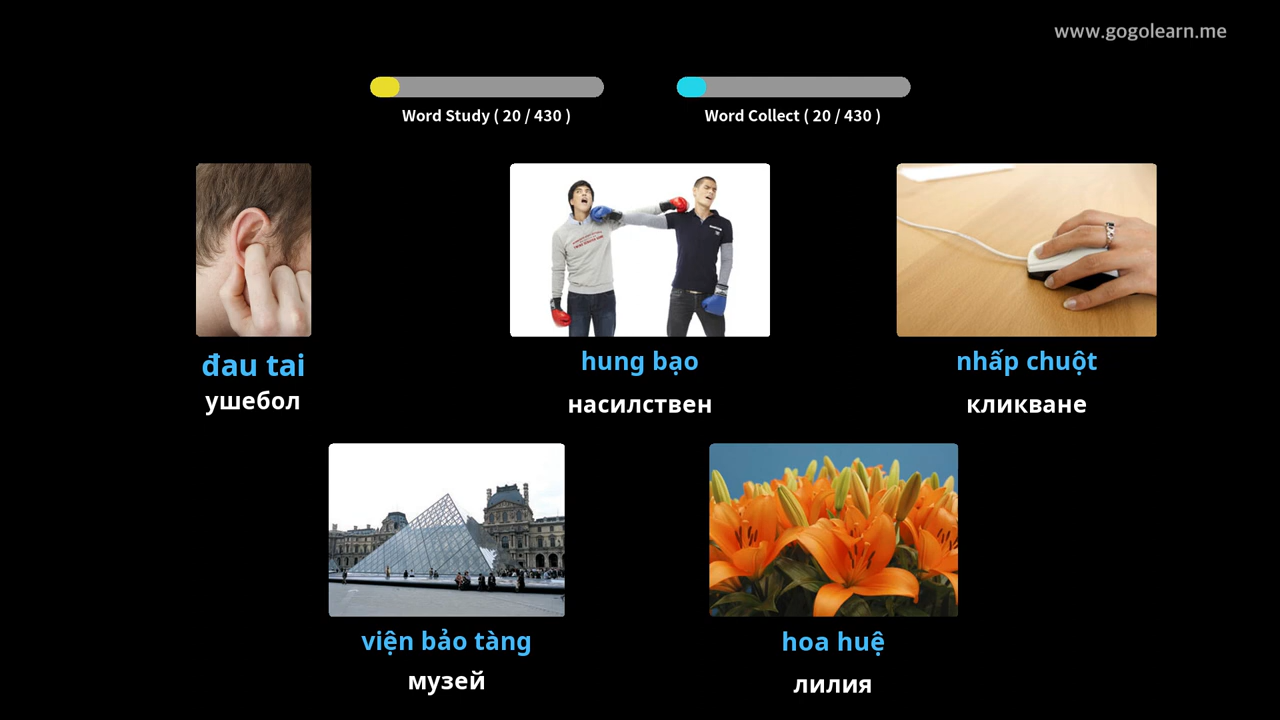 www.gogolearn.me
Word Study ( 20 / 430 )
Word Collect ( 20 / 430 )
đau tai
ушебол
hung bạo
насилствен
nhấp chuột
кликване
viện bảo tàng
музей
hoa huệ
лилия